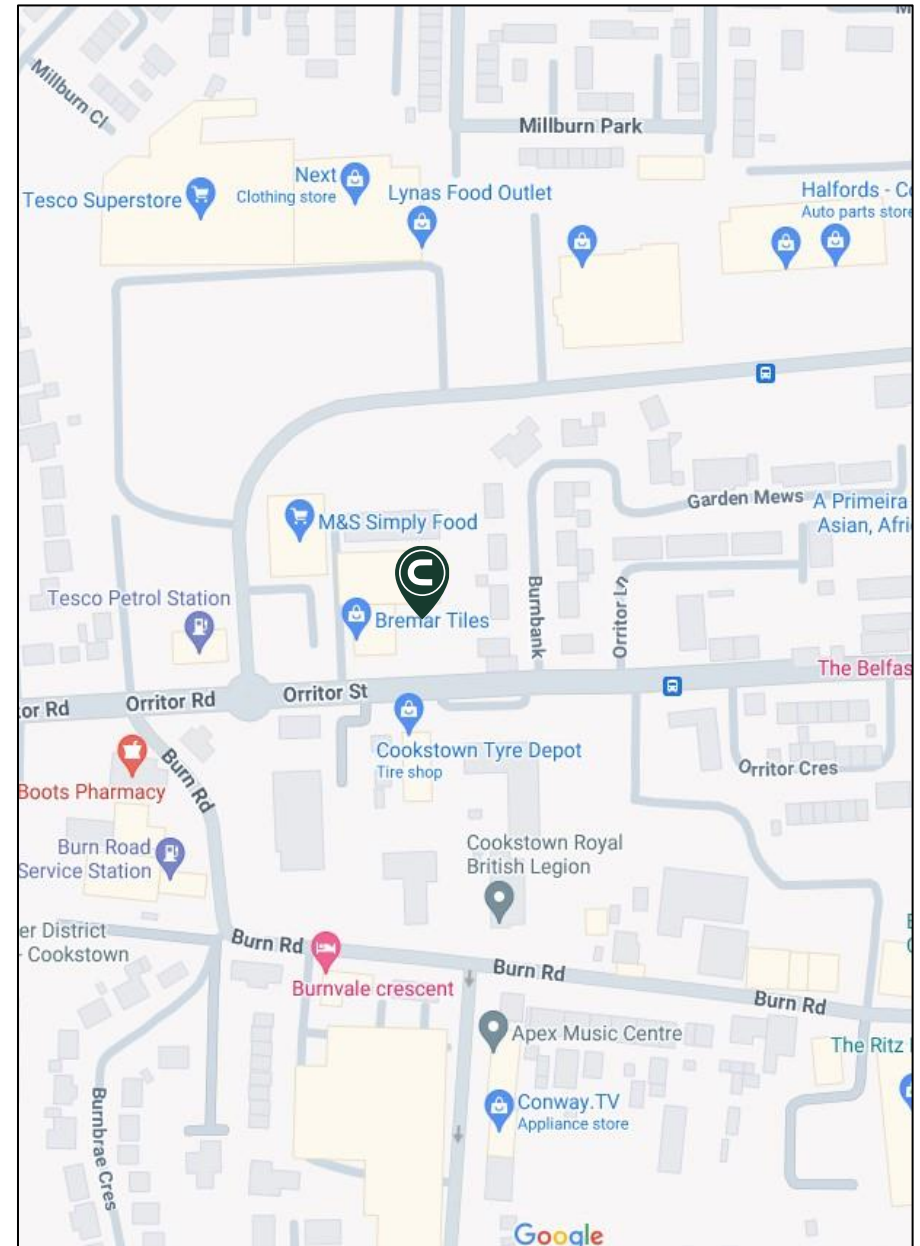 Millburn Cl
Millburn Park
Tesco Superstore
Next
Clothing store
Lynas Food Outlet
Halfords - C
Auto parts store
M&S Simply Food
Garden Mews
A Primeira
Asian, Afri
Tesco Petrol Station
Bremar Tiles
Burnbank
Orritor Ln
The Belfas
or Rd
Orritor Rd
Orritor St
Cookstown Tyre Depot
Tire shop
Orritor Cres
Boots Pharmacy
Burn Rd
Burn Road
Service Station
Cookstown Royal
British Legion
er District
- Cookstown
Burn Rd
Burnvale crescent
Burn Rd
Burn Rd
Apex Music Centre
The Ritz
Conway.TV
Appliance store
Burnbrae Cres
Google